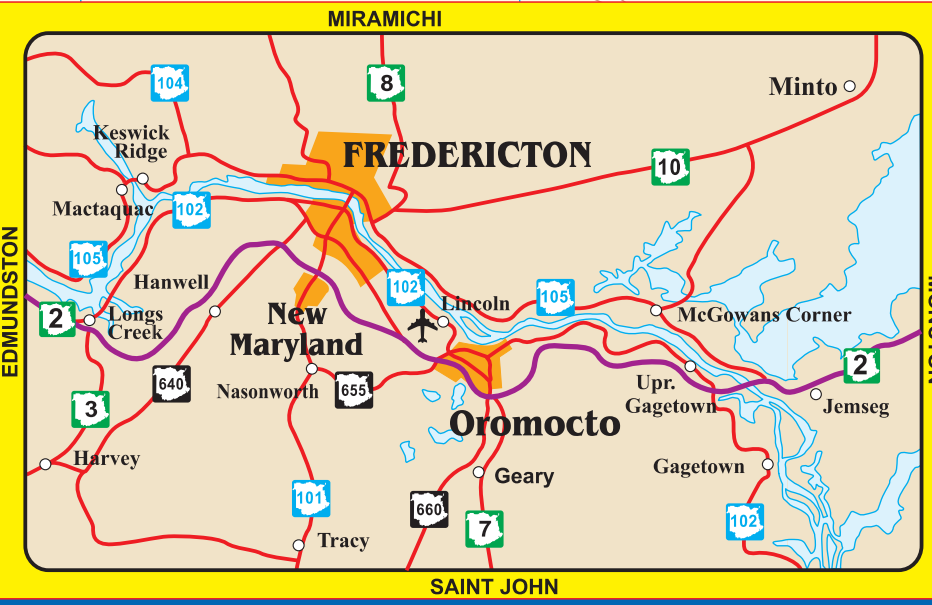 MIRAMICHI
104
8
Minto
Keswick
Ridge
FREDERICTON
10
Mactaquac
102
105
Hanwell
EDMUNDSTON
2
Longs
Creek
102
Lincoln
105
New
Maryland
McGowans Corner
640
Nasonworth
655
2
Upr.
Gagetown
3
Oromocto
Jemseg
Harvey
Geary
Gagetown
101
660
7
102
Tracy
SAINT JOHN